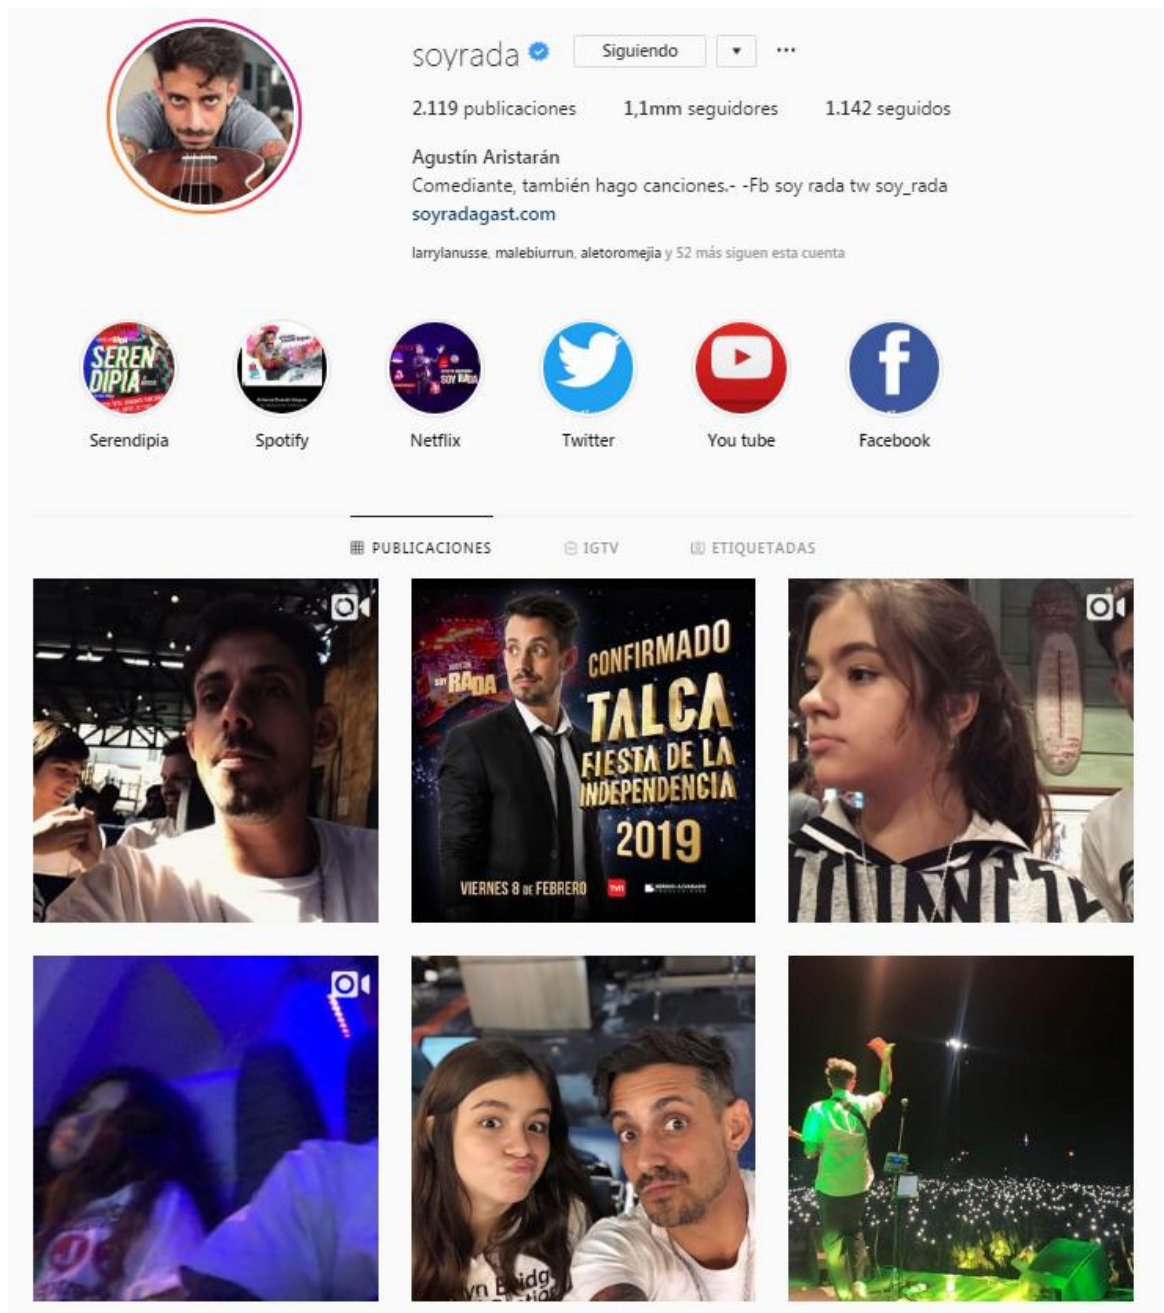 soyrada Siguiendo
2.119 publicaciones 1,1mm seguidores 1.142 seguidos
Agustín Aristarán
Comediante, también hago canciones.- -Fb soy rada tw soy_rada
soyradagast.com
larrylanusse, malebiurrun, aletoromejia y 52 más siguen esta cuenta
SEREN
DIPIA
SOY RADA
Serendipia Spotify Netflix Twitter You tube Facebook
PUBLICACIONES IGTV ETIQUETADAS
SOY RADA
CONFIRMADO
TALCA
FIESTA DE LA
INDEPENDENCIA
2019
VIERNES 8 DE FEBRERO